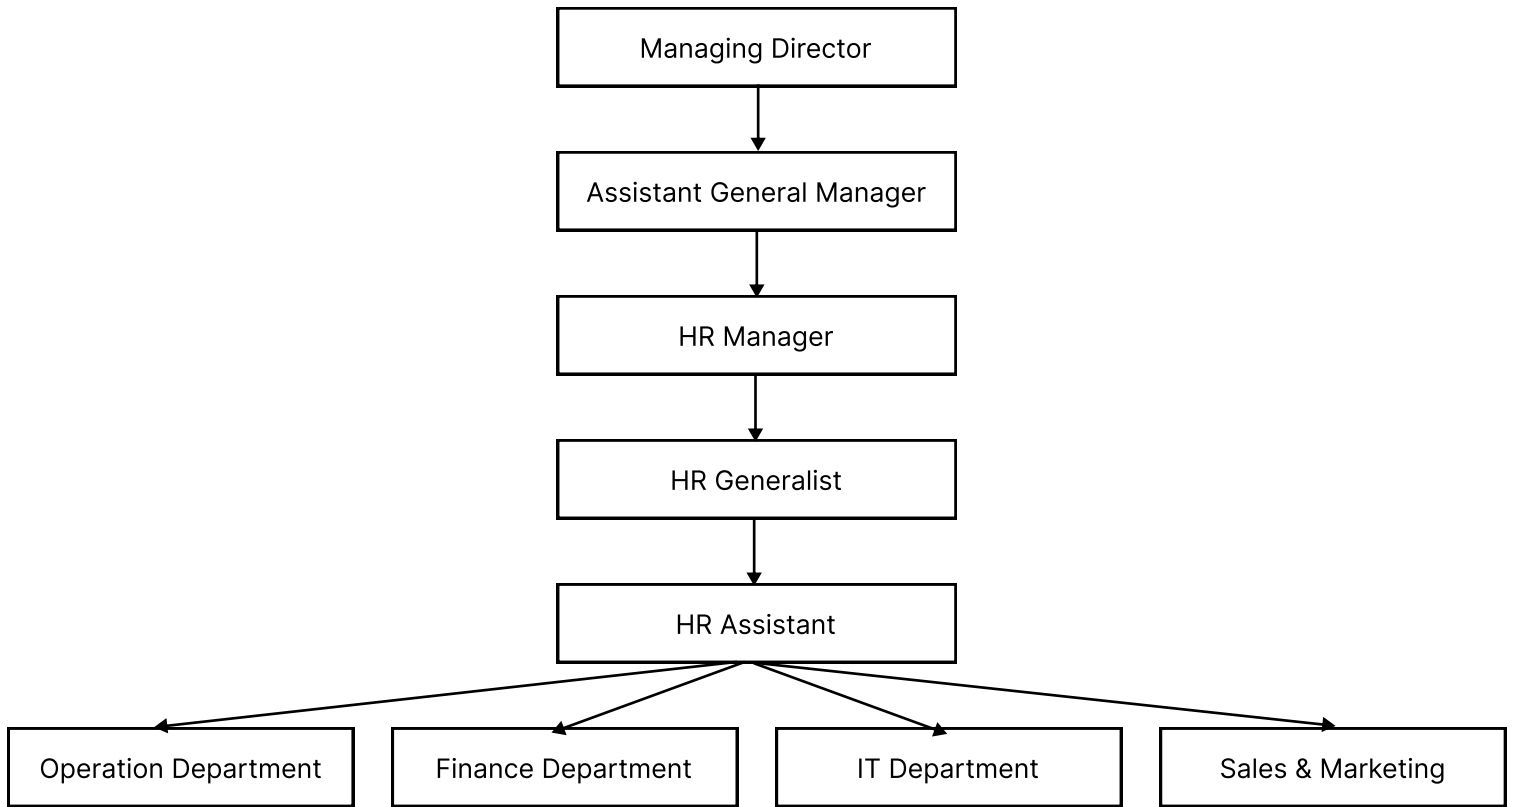 Managing Director
Assistant General Manager
HR Manager
HR Generalist
HR Assistant
Operation Department
Finance Department
IT Department
Sales & Marketing